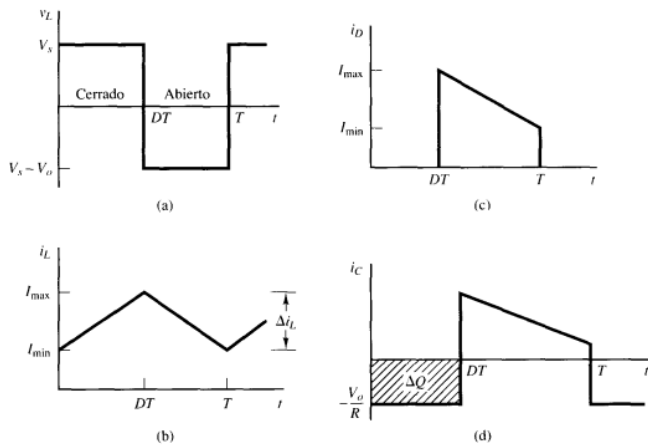 v_L
V_s
Cerrado
Abierto
DT
T
t
V_s ~ V_o
(a)
i_D
I_max
I_min
DT
T
t
(c)
i_L
I_max
I_min
Δi_L
DT
T
t
(b)
i_C
ΔQ
DT
T
t
-V_o/R
(d)